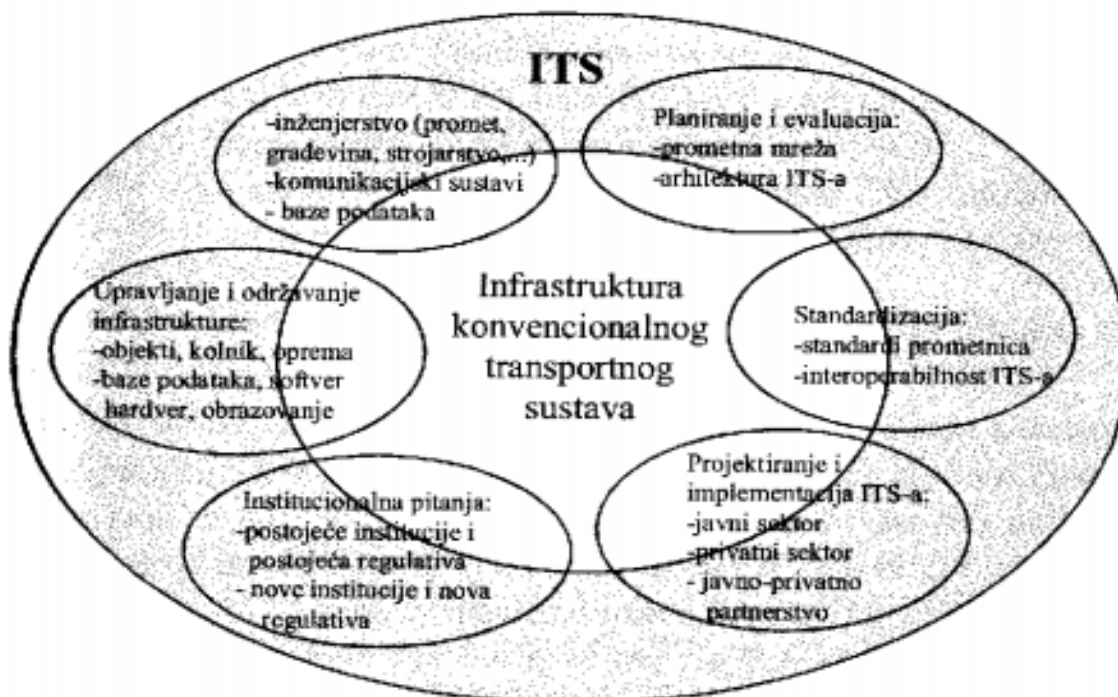 ITS
-inženjerstvo (promet,
građevina, strojarstvo,...)
-komunikacijski sustavi
- baze podataka
Planiranje i evaluacija:
-prometna mreža
-arhitektura ITS-a
Upravljanje i održavanje
infrastrukture:
-objekti, kolnik, oprema
-baze podataka, softver
hardver, obrazovanje
Infrastruktura
konvencionalnog
transportnog
sustava
Standardizacija:
-standardi prometnica
-interoperabilnost ITS-a
Institucionalna pitanja:
-postojeće institucije i
postojeća regulativa
- nove institucije i nova
regulativa
Projektiranje i
implementacija ITS-a:
-javni sektor
-privatni sektor
- javno-privatno
partnerstvo